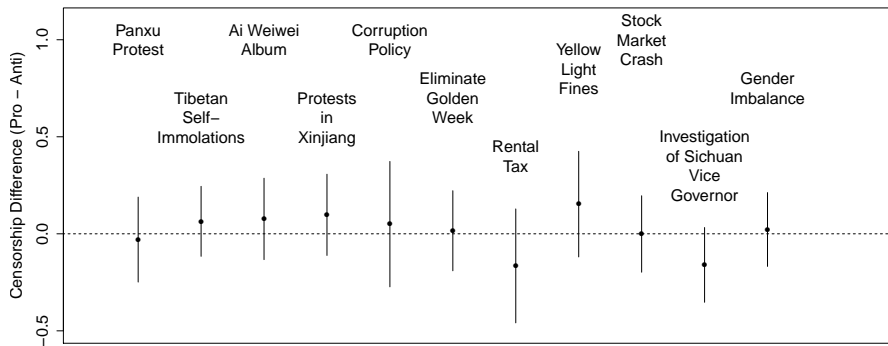 Censorship Difference (Pro − Anti)
1.0
0.5
0.0
−0.5
Panxu
Protest
Tibetan
Self−
Immolations
Ai Weiwei
Album
Protests
in
Xinjiang
Corruption
Policy
Eliminate
Golden
Week
Rental
Tax
Yellow
Light
Fines
Stock
Market
Crash
Investigation
of Sichuan
Vice
Governor
Gender
Imbalance